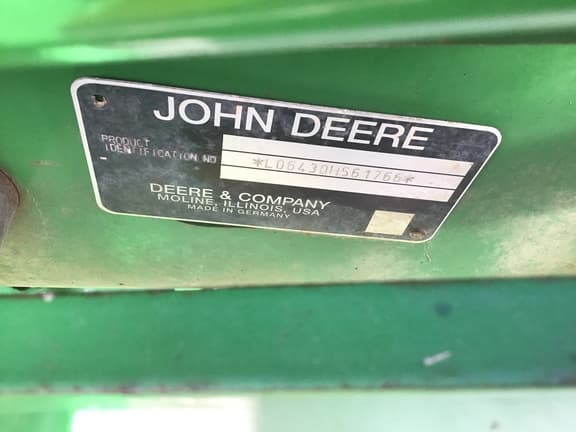 JOHN DEERE
PRODUCT
IDENTIFICATION NO
*L06430H561766*
DEERE & COMPANY
MOLINE, ILLINOIS, USA
MADE IN GERMANY